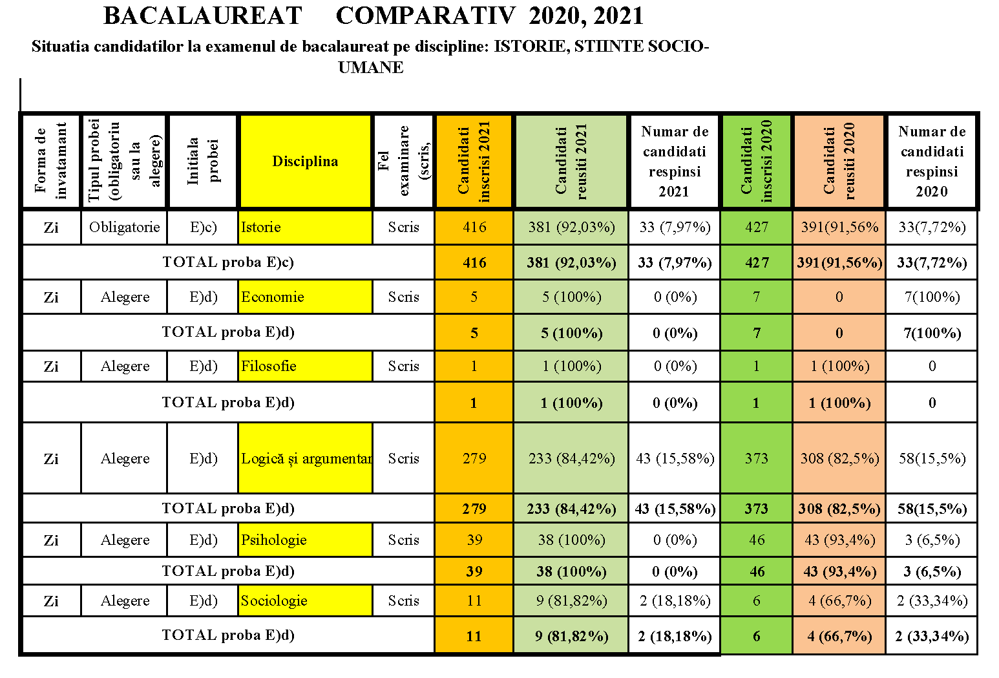 BACALAUREAT COMPARATIV 2020, 2021
Situatia candidatilor la examenul de bacalaureat pe discipline: ISTORIE, STIINTE SOCIO-
UMANE
Forma de invatamant Tipul probei (obligatoriu sau la alegere) Initiala probei Disciplina Fel examinare (scris, Candidati inscrisi 2021 Candidati reusiti 2021 Numar de candidati respinsi 2021 Candidati inscrisi 2020 Candidati reusiti 2020 Numar de candidati respinsi 2020
Zi Obligatorie E)c) Istorie Scris 416 381 (92,03%) 33 (7,97%) 427 391(91,56% 33(7,72%)
TOTAL proba E)c) 416 381 (92,03%) 33 (7,97%) 427 391(91,56%) 33(7,72%)
Zi Alegere E)d) Economie Scris 5 5 (100%) 0 (0%) 7 0 7(100%)
TOTAL proba E)d) 5 5 (100%) 0 (0%) 7 0 7(100%)
Zi Alegere E)d) Filosofie Scris 1 1 (100%) 0 (0%) 1 1 (100%) 0
TOTAL proba E)d) 1 1 (100%) 0 (0%) 1 1 (100%) 0
Zi Alegere E)d) Logică și argumentar Scris 279 233 (84,42%) 43 (15,58%) 373 308 (82,5%) 58(15,5%)
TOTAL proba E)d) 279 233 (84,42%) 43 (15,58%) 373 308 (82,5%) 58(15,5%)
Zi Alegere E)d) Psihologie Scris 39 38 (100%) 0 (0%) 46 43 (93,4%) 3 (6,5%)
TOTAL proba E)d) 39 38 (100%) 0 (0%) 46 43 (93,4%) 3 (6,5%)
Zi Alegere E)d) Sociologie Scris 11 9 (81,82%) 2 (18,18%) 6 4 (66,7%) 2 (33,34%)
TOTAL proba E)d) 11 9 (81,82%) 2 (18,18%) 6 4 (66,7%) 2 (33,34%)